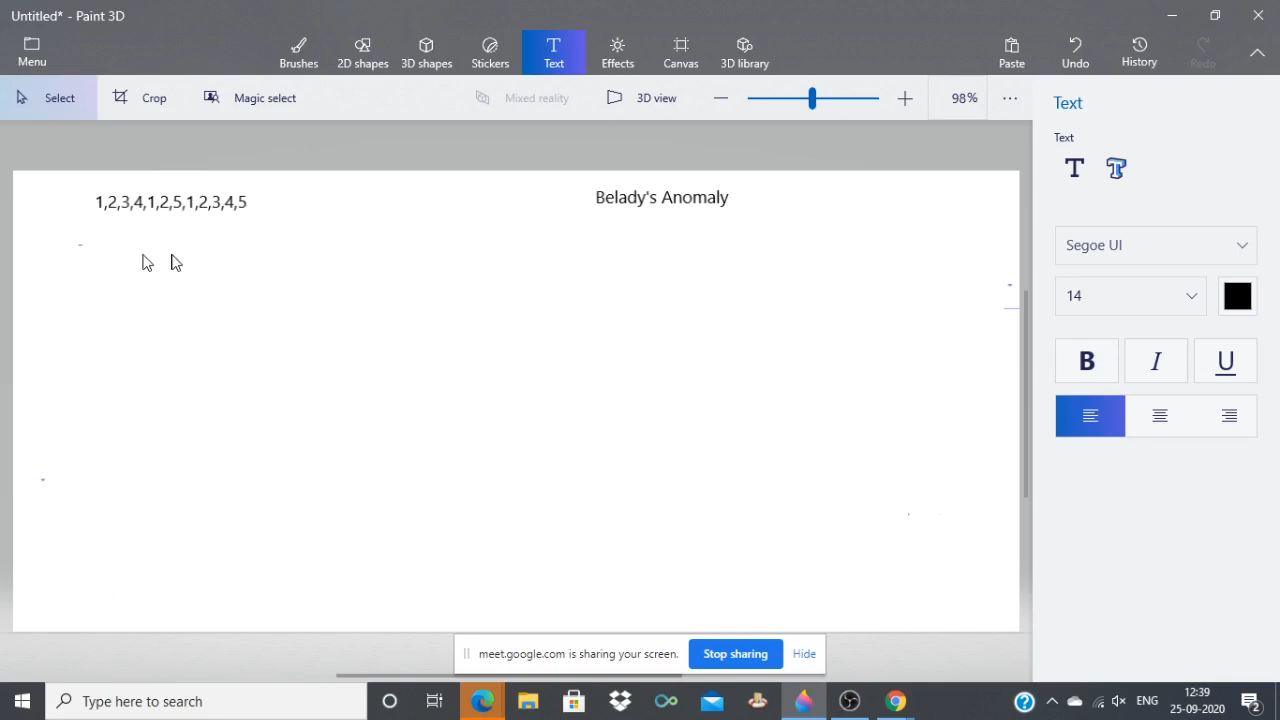 Untitled* - Paint 3D
Menu
Brushes
2D shapes
3D shapes
Stickers
Text
Effects
Canvas
3D library
Paste
Undo
History
Redo
Select
Crop
Magic select
Mixed reality
3D view
98%
Text
Text
Segoe UI
14
B I U
1,2,3,4,1,2,5,1,2,3,4,5
Belady's Anomaly
meet.google.com is sharing your screen.
Stop sharing
Hide
Type here to search
ENG
12:39
25-09-2020
2